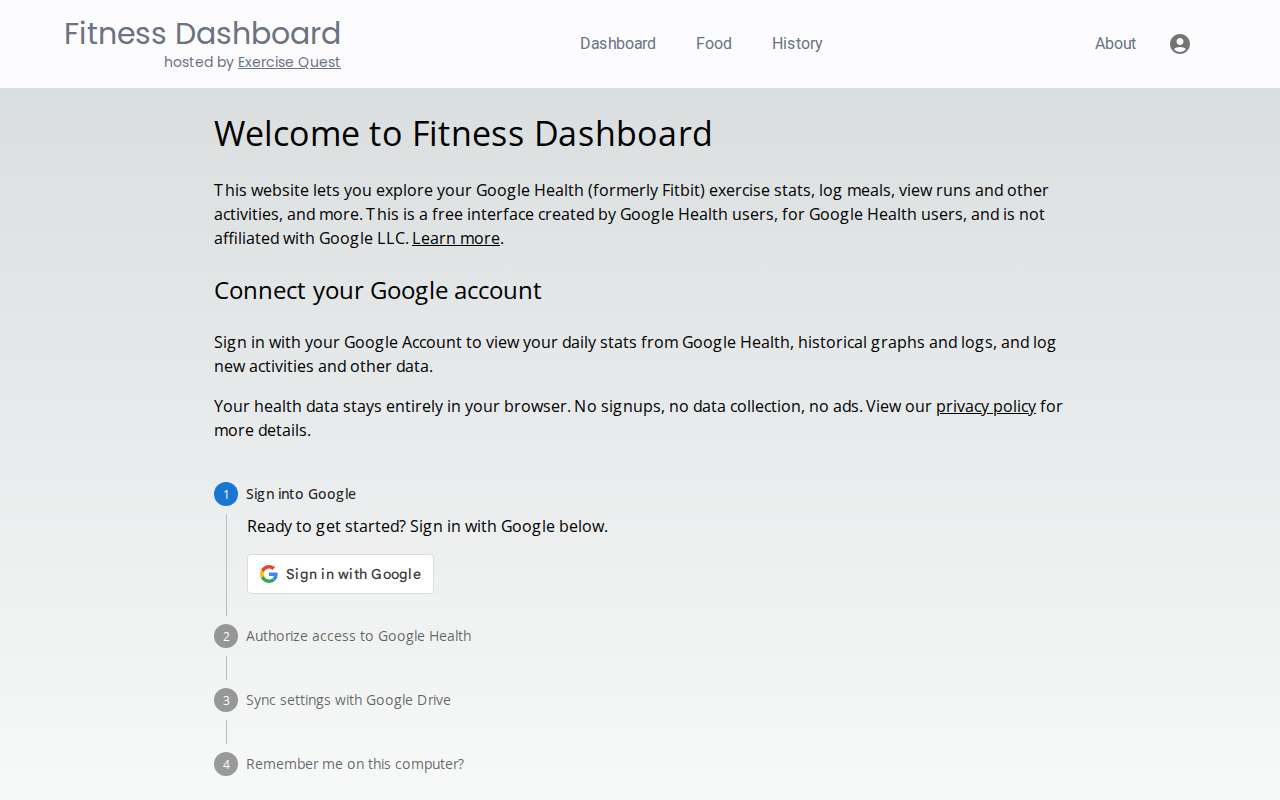 Fitness Dashboard
hosted by Exercise Quest
Dashboard
Food
History
About
Welcome to Fitness Dashboard
This website lets you explore your Google Health (formerly Fitbit) exercise stats, log meals, view runs and other
activities, and more. This is a free interface created by Google Health users, for Google Health users, and is not
affiliated with Google LLC. Learn more.
Connect your Google account
Sign in with your Google Account to view your daily stats from Google Health, historical graphs and logs, and log
new activities and other data.
Your health data stays entirely in your browser. No signups, no data collection, no ads. View our privacy policy for
more details.
1 Sign into Google
Ready to get started? Sign in with Google below.
Sign in with Google
2 Authorize access to Google Health
3 Sync settings with Google Drive
4 Remember me on this computer?